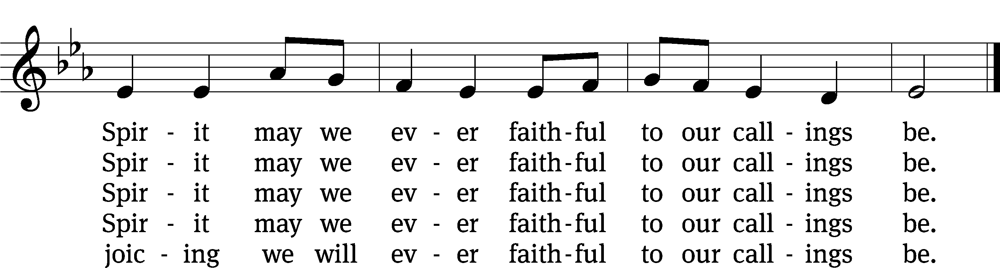 Spir - it may we ev - er faith - ful to our call - ings be.
Spir - it may we ev - er faith - ful to our call - ings be.
Spir - it may we ev - er faith - ful to our call - ings be.
Spir - it may we ev - er faith - ful to our call - ings be.
joic - ing we will ev - er faith - ful to our call - ings be.